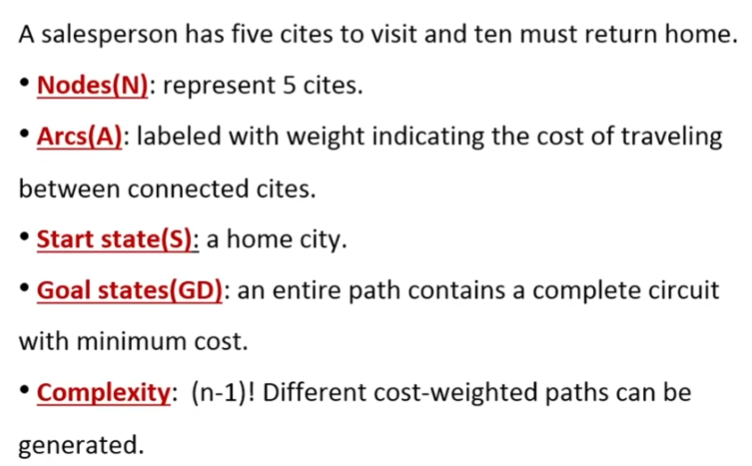 A salesperson has five cites to visit and ten must return home.
• Nodes(N): represent 5 cites.
• Arcs(A): labeled with weight indicating the cost of traveling
between connected cites.
• Start state(S): a home city.
• Goal states(GD): an entire path contains a complete circuit
with minimum cost.
• Complexity: (n-1)! Different cost-weighted paths can be
generated.